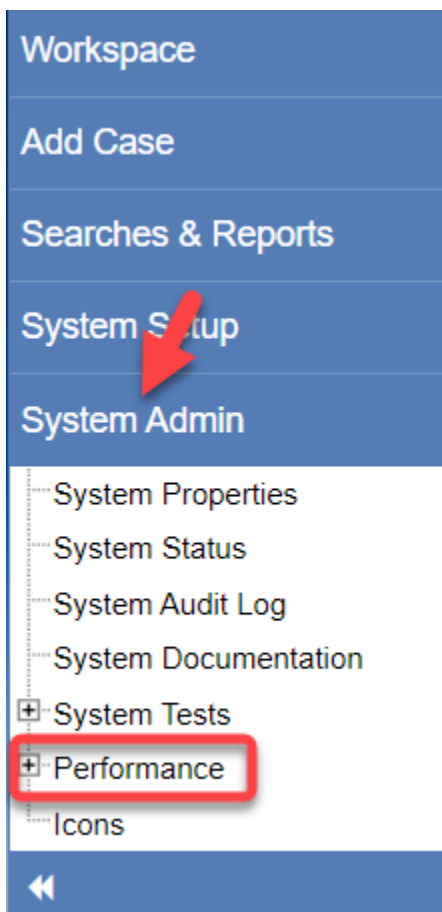 Workspace
Add Case
Searches & Reports
System Setup
System Admin
System Properties
System Status
System Audit Log
System Documentation
System Tests
Performance
Icons